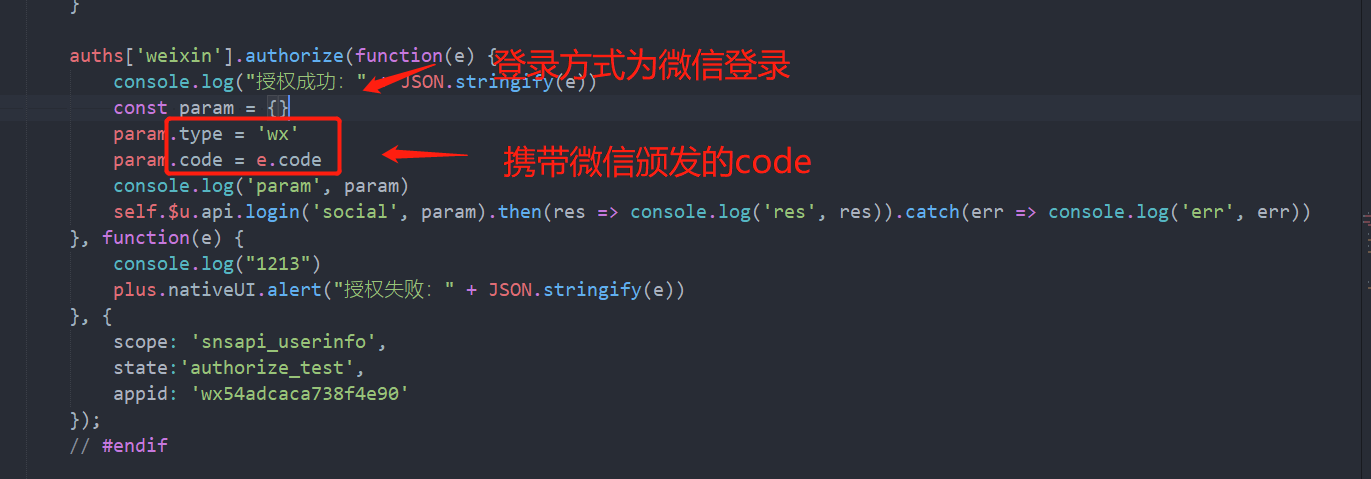 }
auths['weixin'].authorize(function(e) {
登录方式为微信登录
console.log("授权成功：" + JSON.stringify(e))
const param = {}
param.type = 'wx'
param.code = e.code
携带微信颁发的code
console.log('param', param)
self.$u.api.login('social', param).then(res => console.log('res', res)).catch(err => console.log('err', err))
}, function(e) {
console.log("1213")
plus.nativeUI.alert("授权失败：" + JSON.stringify(e))
}, {
scope: 'snsapi_userinfo',
state:'authorize_test',
appid: 'wx54adcaca738f4e90'
});
// #endif